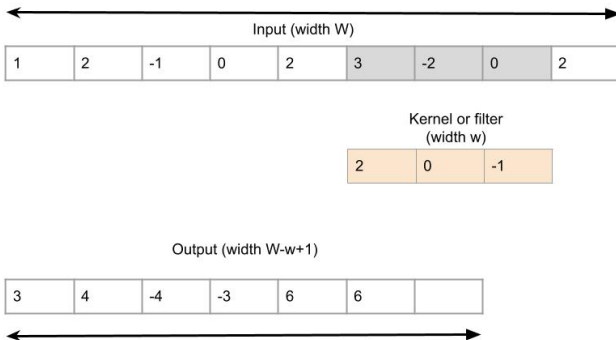 Input (width W)
1 2 -1 0 2 3 -2 0 2
Kernel or filter
(width w)
2 0 -1
Output (width W-w+1)
3 4 -4 -3 6 6